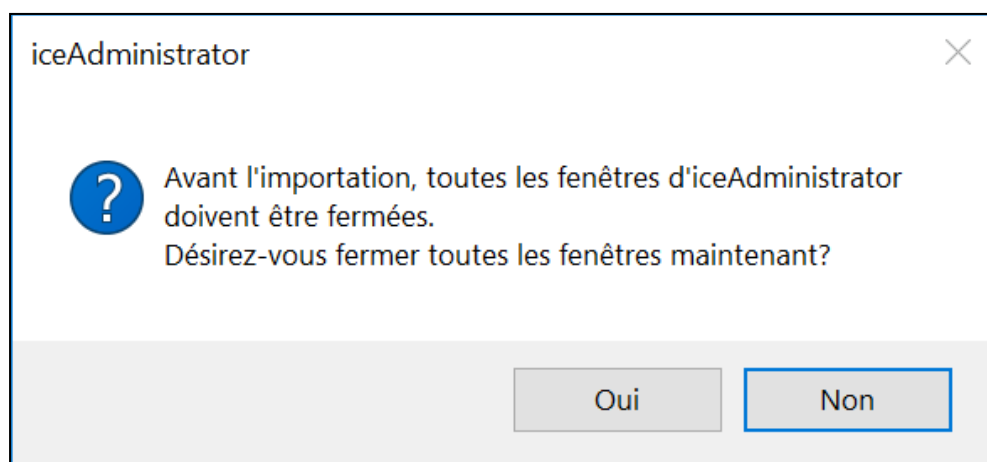 iceAdministrator
Avant l'importation, toutes les fenêtres d'iceAdministrator
doivent être fermées.
Désirez-vous fermer toutes les fenêtres maintenant?
Oui
Non